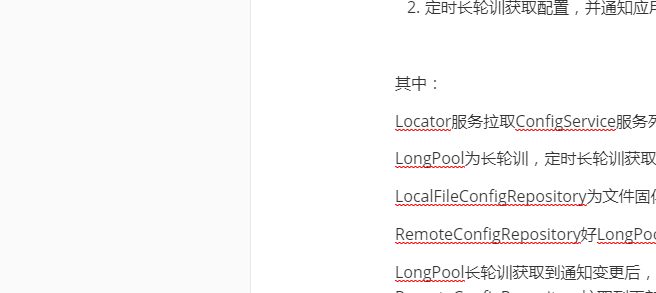 2. 定时长轮训获取配置，并通知应用
其中：
Locator服务拉取ConfigService服务列
LongPool为长轮训，定时长轮训获取
LocalFileConfigRepository为文件固
RemoteConfigRepository好LongPoo
LongPool长轮训获取到通知变更后，